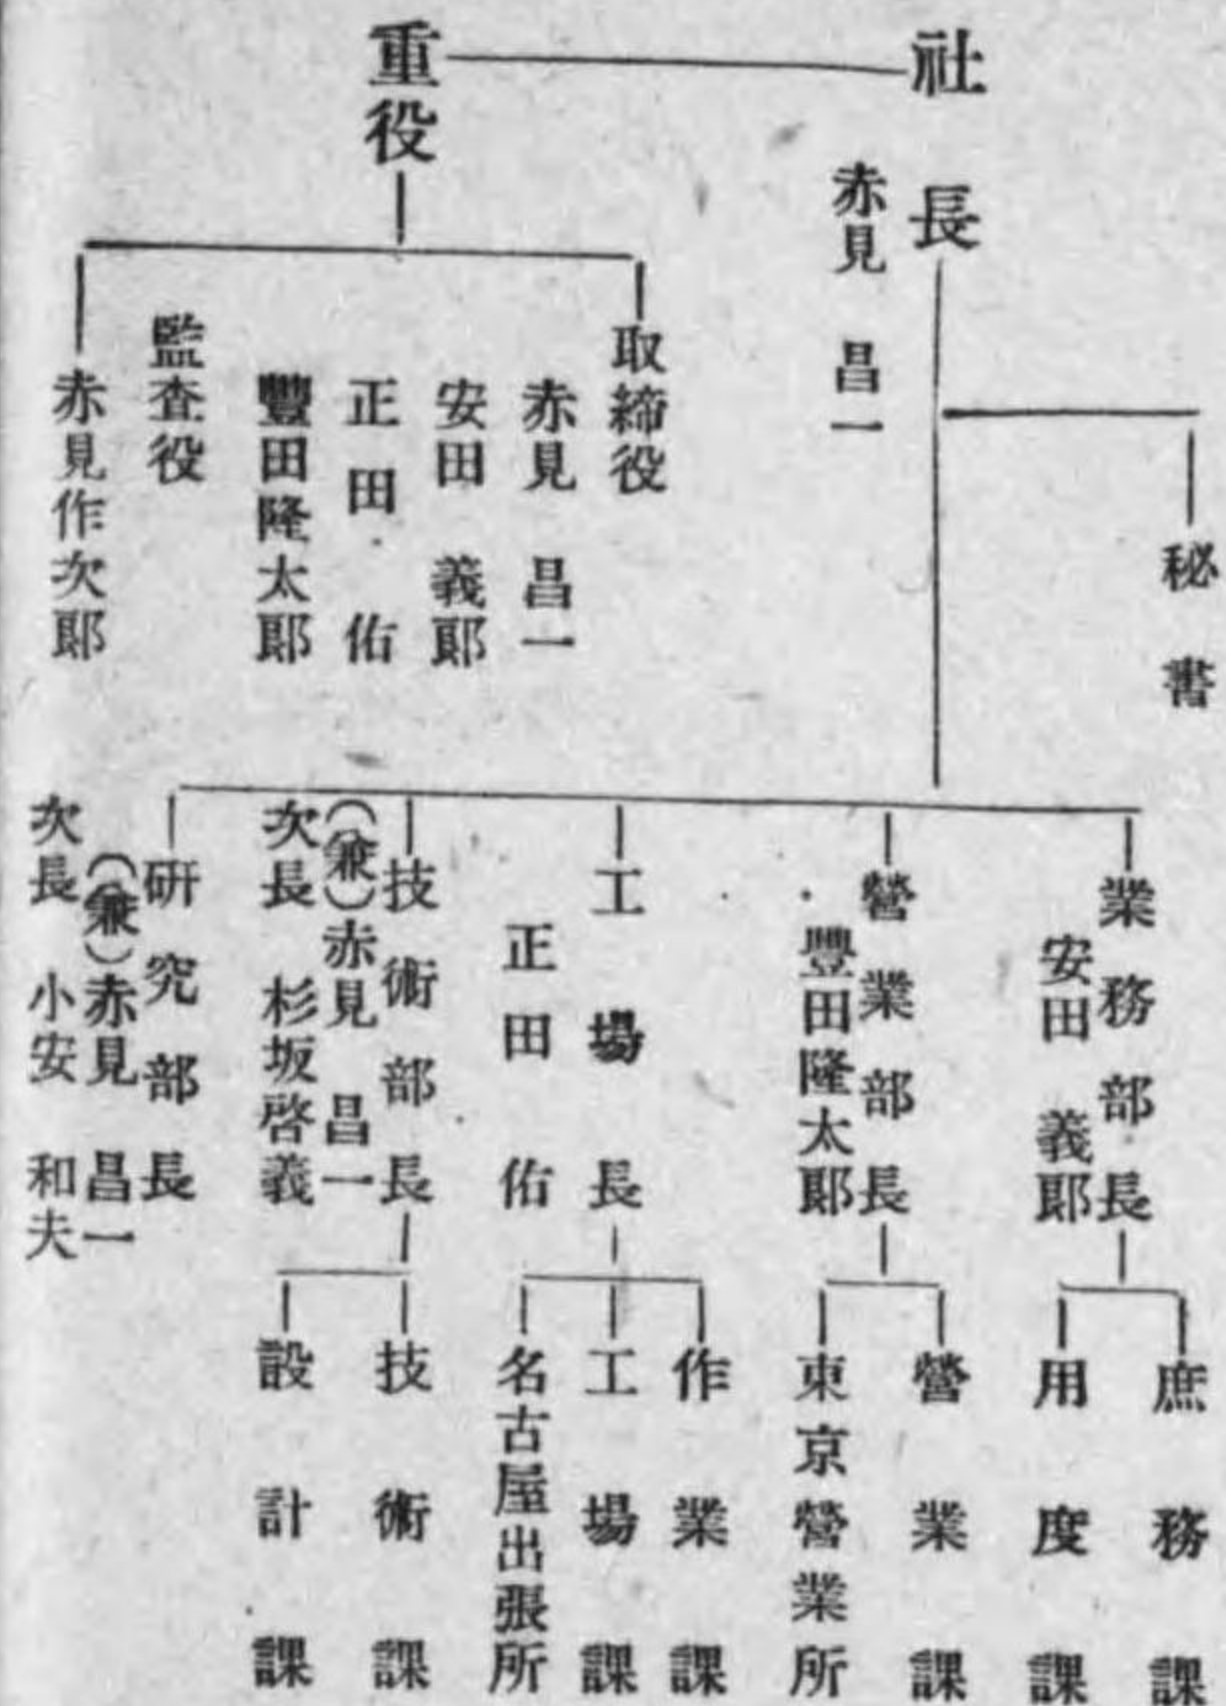 社長
赤見 昌一
秘書
重役
取締役
赤見 昌一
安田 義郎
正田 佑
豐田隆太郎
監査役
赤見作次郎
業務部長
安田 義郎
庶務課
用度課
營業部長
豐田隆太郎
營業課
東京營業所
工場長
正田 佑
作業課
工場課
名古屋出張所
技術部長
(兼)赤見 昌一
次長 杉坂啓義
技術課
設計課
研究部長
(兼)赤見 昌一
次長 小安 和夫